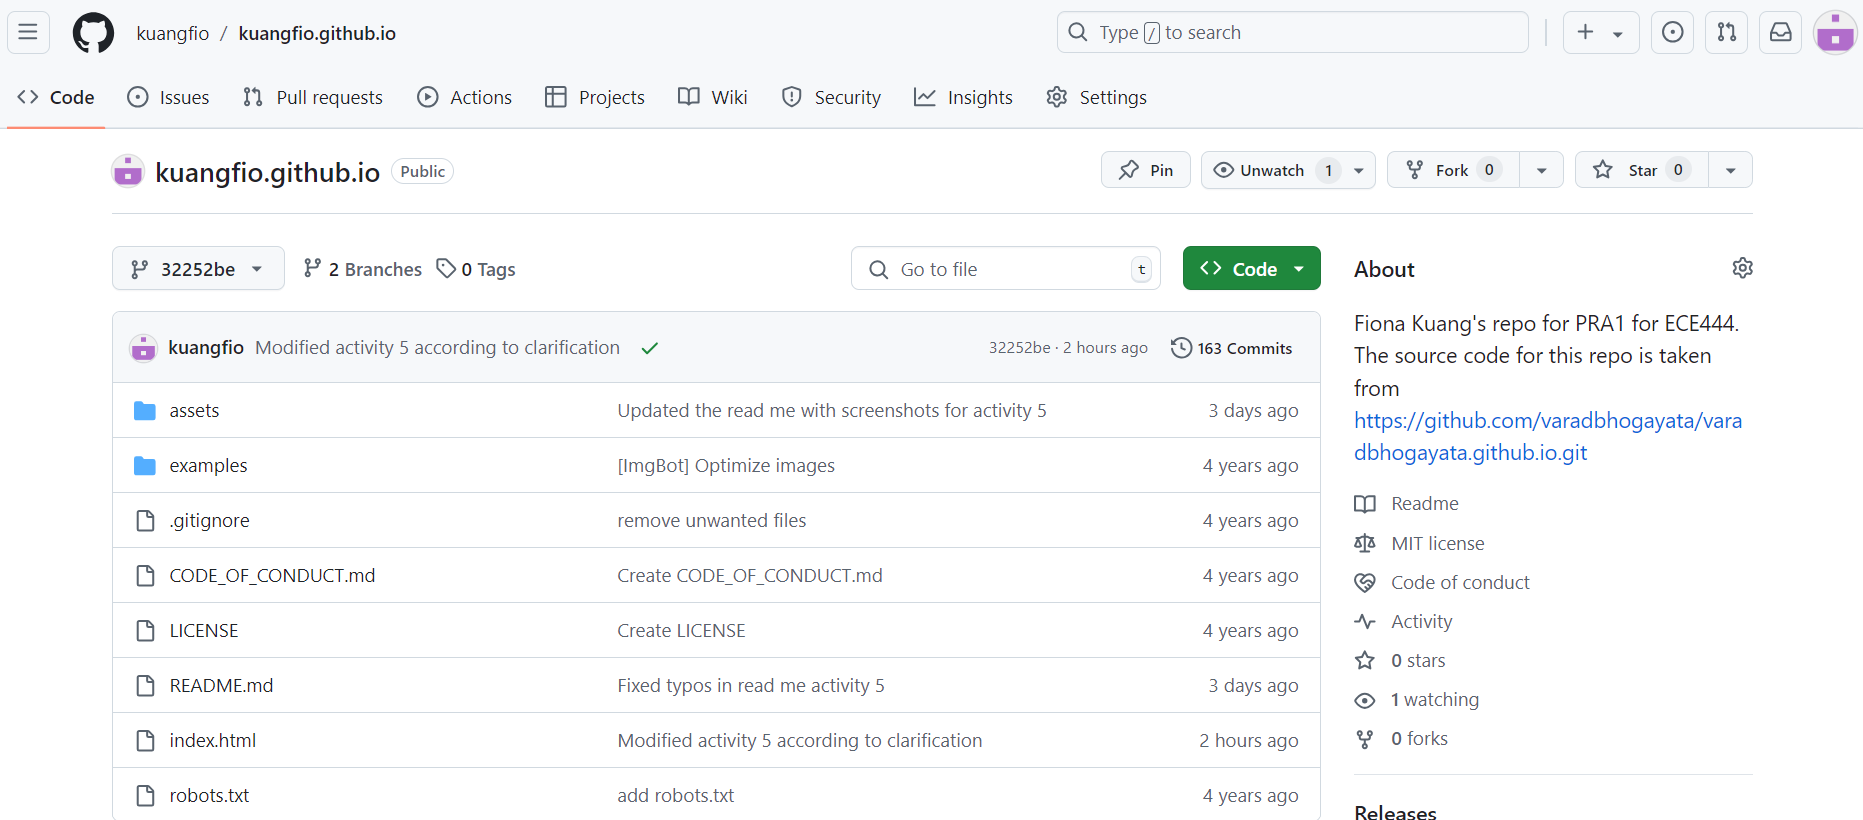 kuangfio / kuangfio.github.io
Type / to search
Code Issues Pull requests Actions Projects Wiki Security Insights Settings
kuangfio.github.io Public
Pin Unwatch 1 Fork 0 Star 0
32252be 2 Branches 0 Tags Go to file t Code
kuangfio Modified activity 5 according to clarification 32252be · 2 hours ago 163 Commits
assets Updated the read me with screenshots for activity 5 3 days ago
examples [ImgBot] Optimize images 4 years ago
.gitignore remove unwanted files 4 years ago
CODE_OF_CONDUCT.md Create CODE_OF_CONDUCT.md 4 years ago
LICENSE Create LICENSE 4 years ago
README.md Fixed typos in read me activity 5 3 days ago
index.html Modified activity 5 according to clarification 2 hours ago
robots.txt add robots.txt 4 years ago
About
Fiona Kuang's repo for PRA1 for ECE444.
The source code for this repo is taken
from
https://github.com/varadbhogayata/vara
dbhogayata.github.io.git
Readme
MIT license
Code of conduct
Activity
0 stars
1 watching
0 forks
Releases